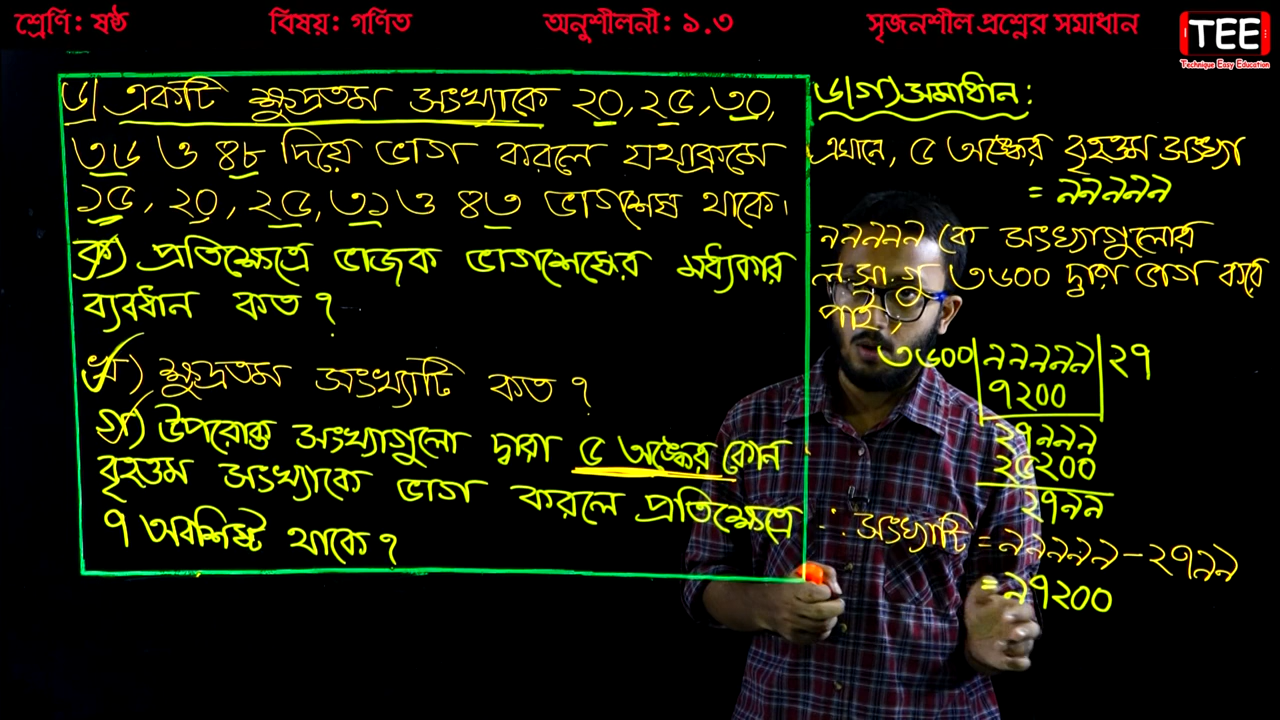 শ্রেণি: ষষ্ঠ বিষয়: গণিত অনুশীলনী: ১.৩ সৃজনশীল প্রশ্নের সমাধান
TEE
Technique Easy Education
৬। একটি ক্ষুদ্রতম সংখ্যাকে ২০, ২৫, ৩০,
৩৬ ও ৪৮ দিয়ে ভাগ করলে যথাক্রমে
১৫, ২০, ২৫, ৩১ ও ৪৩ ভাগশেষ থাকে।
ক) প্রতিক্ষেত্রে ভাজক ভাগশেষের মধ্যকার
ব্যবধান কত ?
খ) ক্ষুদ্রতম সংখ্যাটি কত ?
গ) উপরোক্ত সংখ্যাগুলো দ্বারা ৫ অঙ্কের কোন
বৃহত্তম সংখ্যাকে ভাগ করলে প্রতিক্ষেত্রে
৭ অবশিষ্ট থাকে ?
৬।গ) সমাধান:
এখানে, ৫ অঙ্কের বৃহত্তম সংখ্যা
= ৯৯৯৯৯
৯৯৯৯৯ কে সংখ্যাগুলোর
ল.সা.গু ৩৬০০ দ্বারা ভাগ করে
পাই,
৩৬০০|৯৯৯৯৯|২৭
৭২০০
২৭৯৯৯
২৫২০০
২৭৯৯
∴ সংখ্যাটি = ৯৯৯৯৯ - ২৭৯৯
= ৯৭২০০